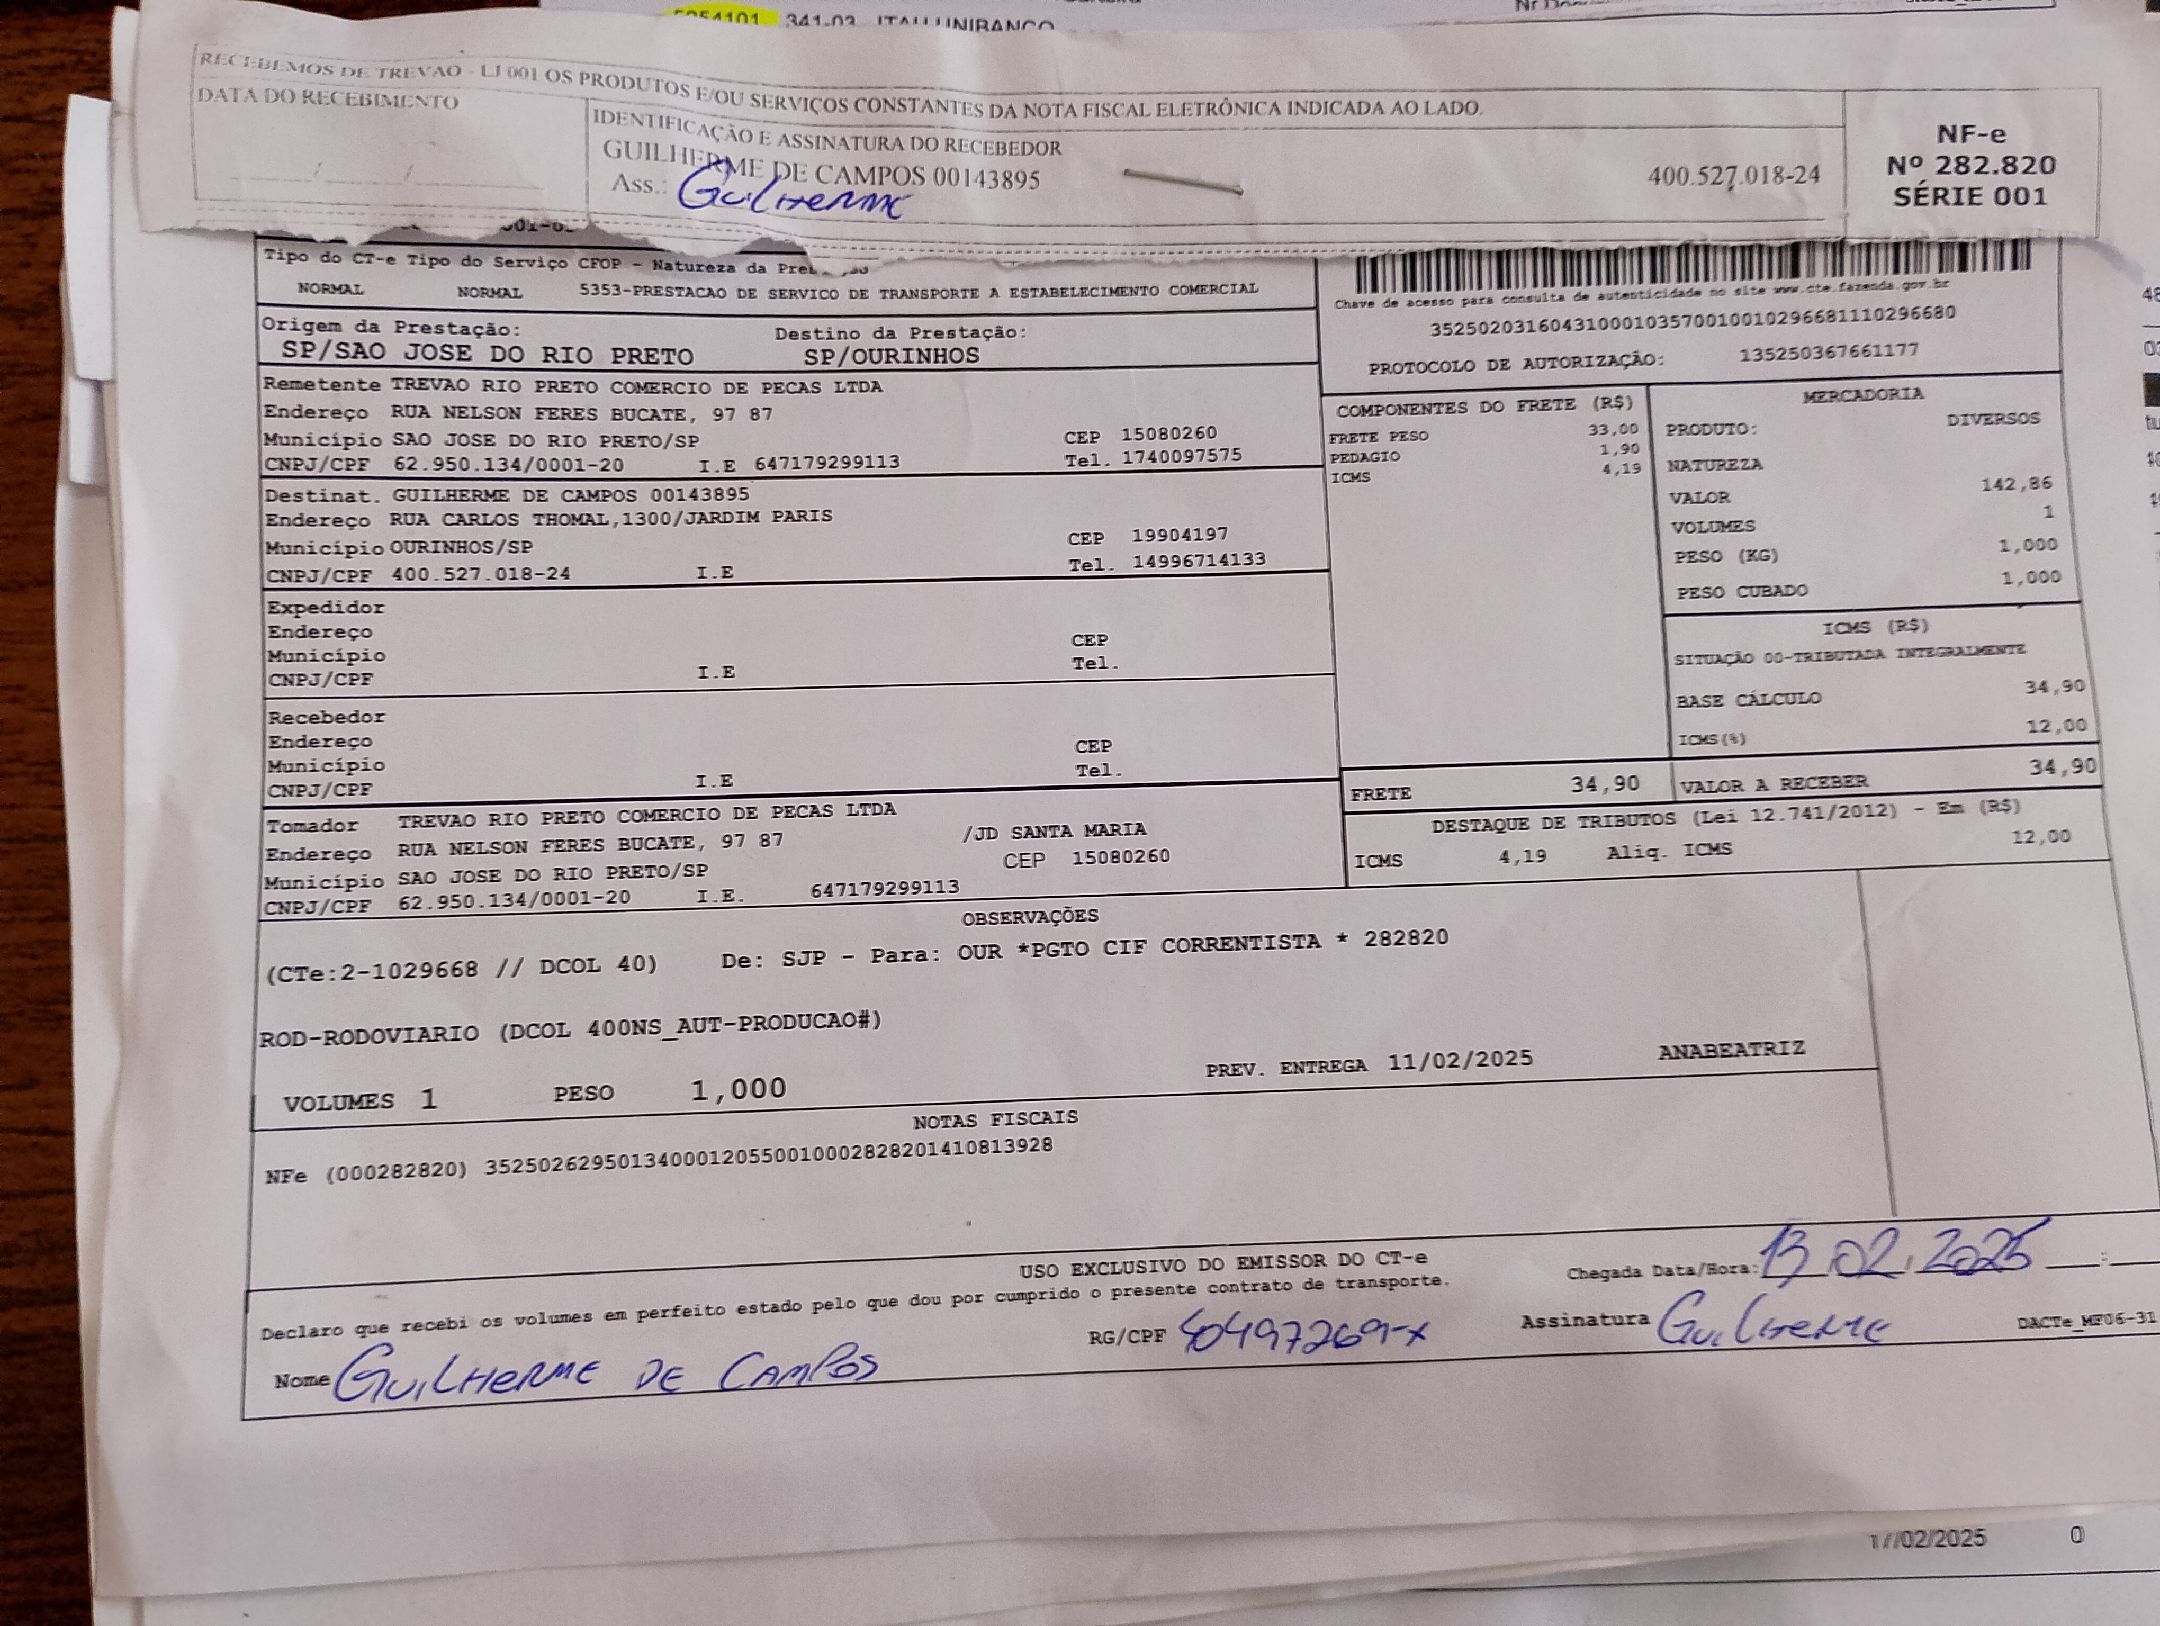 5054101 341-03 ITAU UNIBANCO
RECEBEMOS DE TREVAO - LJ 001 OS PRODUTOS E/OU SERVIÇOS CONSTANTES DA NOTA FISCAL ELETRÔNICA INDICADA AO LADO.
DATA DO RECEBIMENTO
/ /
IDENTIFICAÇÃO E ASSINATURA DO RECEBEDOR
GUILHERME DE CAMPOS 00143895 400.527.018-24
Ass.: Guilherme
NF-e
Nº 282.820
SÉRIE 001
Tipo do CT-e Tipo do Serviço CFOP - Natureza da
NORMAL NORMAL 5353-PRESTACAO DE SERVICO DE TRANSPORTE A ESTABELECIMENTO COMERCIAL
Chave de acesso para consulta de autenticidade no site www.cte.fazenda.gov.br
35250203160431000103570010010296681110296680
PROTOCOLO DE AUTORIZAÇÃO: 135250367661177
Origem da Prestação: Destino da Prestação:
SP/SAO JOSE DO RIO PRETO SP/OURINHOS
Remetente TREVAO RIO PRETO COMERCIO DE PECAS LTDA
Endereço RUA NELSON FERES BUCATE, 97 87
Município SAO JOSE DO RIO PRETO/SP CEP 15080260
CNPJ/CPF 62.950.134/0001-20 I.E 647179299113 Tel. 1740097575
Destinat. GUILHERME DE CAMPOS 00143895
Endereço RUA CARLOS THOMAL,1300/JARDIM PARIS
Município OURINHOS/SP CEP 19904197
CNPJ/CPF 400.527.018-24 I.E Tel. 14996714133
Expedidor
Endereço
Município CEP
CNPJ/CPF I.E Tel.
Recebedor
Endereço
Município CEP
CNPJ/CPF I.E Tel.
Tomador TREVAO RIO PRETO COMERCIO DE PECAS LTDA
Endereço RUA NELSON FERES BUCATE, 97 87 /JD SANTA MARIA
Município SAO JOSE DO RIO PRETO/SP CEP 15080260
CNPJ/CPF 62.950.134/0001-20 I.E. 647179299113
COMPONENTES DO FRETE (R$)
FRETE PESO 33,00
PEDAGIO 1,90
ICMS 4,19
MERCADORIA
PRODUTO: DIVERSOS
NATUREZA
VALOR 142,86
VOLUMES 1
PESO (KG) 1,000
PESO CUBADO 1,000
ICMS (R$)
SITUAÇÃO 00-TRIBUTADA INTEGRALMENTE
BASE CÁLCULO 34,90
ICMS(%) 12,00
FRETE 34,90 VALOR A RECEBER 34,90
DESTAQUE DE TRIBUTOS (Lei 12.741/2012) - Em (R$)
ICMS 4,19 Aliq. ICMS 12,00
OBSERVAÇÕES
(CTe:2-1029668 // DCOL 40) De: SJP - Para: OUR *PGTO CIF CORRENTISTA * 282820
ROD-RODOVIARIO (DCOL 400NS_AUT-PRODUCAO#)
VOLUMES 1 PESO 1,000 PREV. ENTREGA 11/02/2025 ANABEATRIZ
NOTAS FISCAIS
NFe (000282820) 35250262950134000120550010002828201410813928
USO EXCLUSIVO DO EMISSOR DO CT-e
Declaro que recebi os volumes em perfeito estado pelo que dou por cumprido o presente contrato de transporte.
Chegada Data/Hora: 13.02.2025 :
Nome GUILHERME DE CAMPOS RG/CPF 40497269-X Assinatura Guilherme DACTe_MF06-31
17/02/2025 0